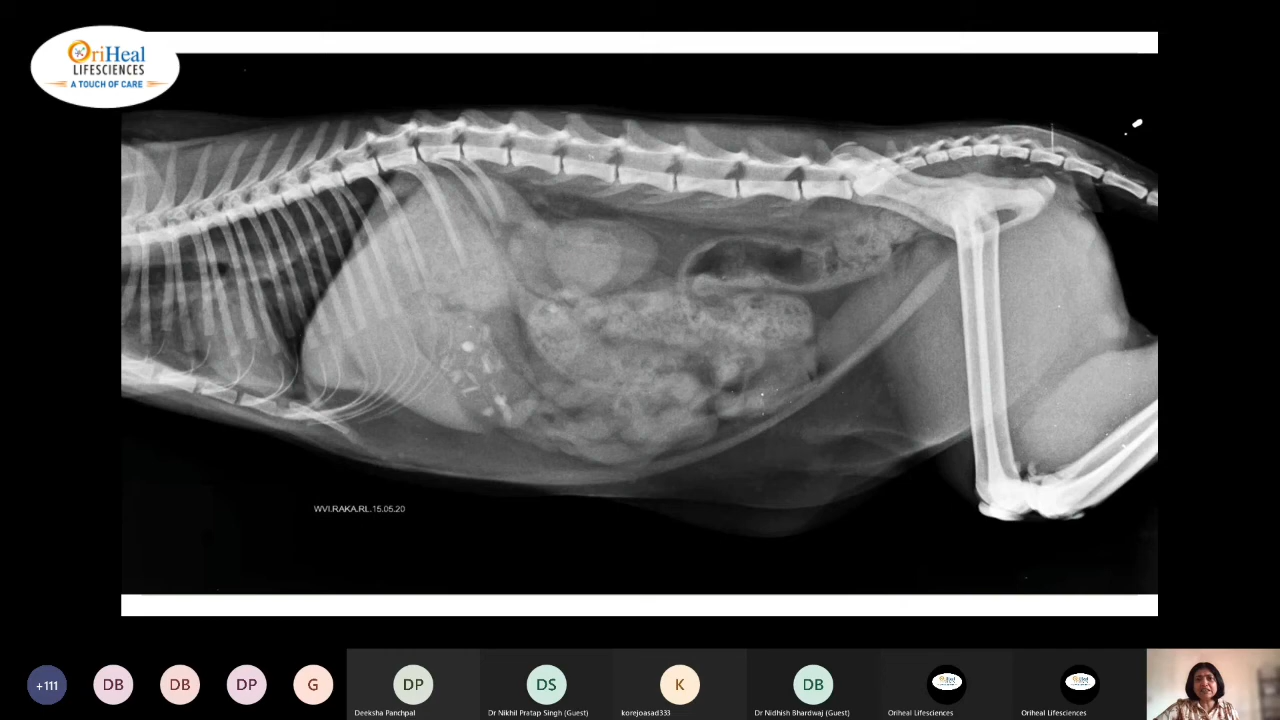 OriHeal
LIFESCIENCES
A TOUCH OF CARE
WVI.RAKA.RL.15.05.20
+111
DB
DB
DP
G
DP
Deeksha Panchpal
DS
Dr Nikhil Pratap Singh (Guest)
K
korejoasad333
DB
Dr Nidhish Bhardwaj (Guest)
Oriheal Lifesciences
Oriheal Lifesciences